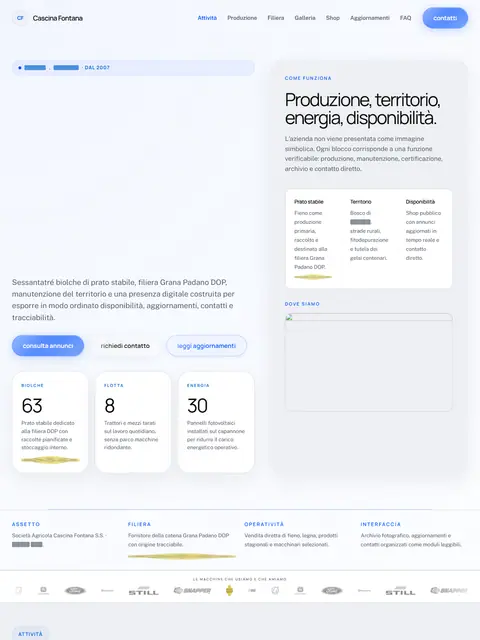 CF Cascina Fontana Attività Produzione Filiera Galleria Shop Aggiornamenti FAQ contatti
· DAL 2007
COME FUNZIONA
Produzione, territorio,
energia, disponibilità.
L'azienda non viene presentata come immagine
simbolica. Ogni blocco corrisponde a una funzione
verificabile: produzione, manutenzione, certificazione,
archivio e contatto diretto.
Prato stabile
Fieno come
produzione
primaria,
raccolto e
destinato alla
filiera Grana
Padano DOP.
Territorio
Bosco di
strade rurali,
fitodepurazione
e tutela dei
gelsi centenari.
Disponibilità
Shop pubblico
con annunci
aggiornati in
tempo reale e
contatto
diretto.
DOVE SIAMO
Sessantatré biolche di prato stabile, filiera Grana Padano DOP,
manutenzione del territorio e una presenza digitale costruita per
esporre in modo ordinato disponibilità, aggiornamenti, contatti e
tracciabilità.
consulta annunci richiedi contatto leggi aggiornamenti
BIOLCHE
63
Prato stabile dedicato
alla filiera DOP con
raccolte pianificate e
stoccaggio interno.
FLOTTA
8
Trattori e mezzi tarati
sul lavoro quotidiano,
senza parco macchine
ridondante.
ENERGIA
30
Pannelli fotovoltaici
installati sul capannone
per ridurre il carico
energetico operativo.
ASSETTO
Società Agricola Cascina Fontana S.S. ·
FILIERA
Fornitore della catena Grana Padano DOP
con origine tracciabile.
OPERATIVITÀ
Vendita diretta di fieno, legno, prodotti
stagionali e macchinari selezionati.
INTERFACCIA
Archivio fotografico, aggiornamenti e
contatti organizzati come moduli leggibili.
LE MACCHINE CHE USIAMO E CHE AMIAMO
Ford STILL SNAPPER Ford STILL SNAPPER
ATTIVITÀ